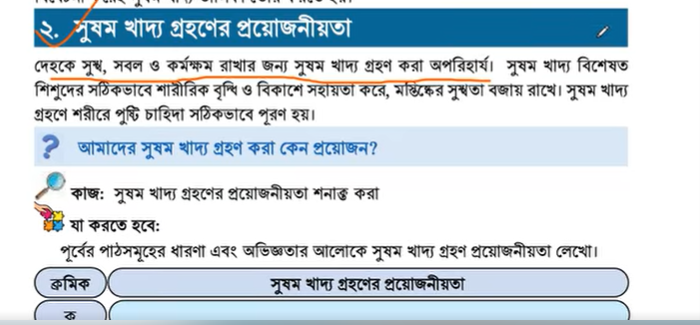 ২. সুষম খাদ্য গ্রহণের প্রয়োজনীয়তা
দেহকে সুস্থ, সবল ও কর্মক্ষম রাখার জন্য সুষম খাদ্য গ্রহণ করা অপরিহার্য। সুষম খাদ্য বিশেষত
শিশুদের সঠিকভাবে শারীরিক বৃদ্ধি ও বিকাশে সহায়তা করে, মস্তিষ্কের সুস্থতা বজায় রাখে। সুষম খাদ্য
গ্রহণে শরীরে পুষ্টি চাহিদা সঠিকভাবে পূরণ হয়।
? আমাদের সুষম খাদ্য গ্রহণ করা কেন প্রয়োজন?
কাজ: সুষম খাদ্য গ্রহণের প্রয়োজনীয়তা শনাক্ত করা
যা করতে হবে:
পূর্বের পাঠসমূহের ধারণা এবং অভিজ্ঞতার আলোকে সুষম খাদ্য গ্রহণ প্রয়োজনীয়তা লেখো।
ক্রমিক সুষম খাদ্য গ্রহণের প্রয়োজনীয়তা
ক